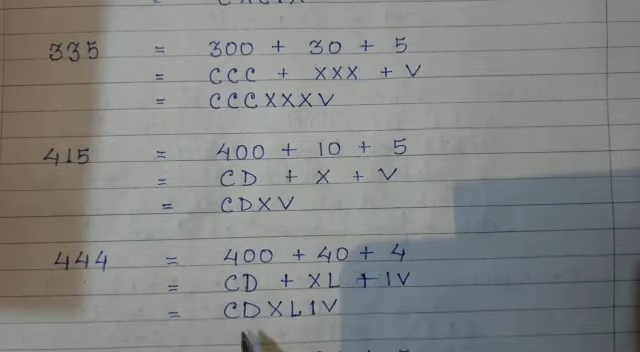 335 = 300 + 30 + 5
= CCC + XXX + V
= CCCXXXV
415 = 400 + 10 + 5
= CD + X + V
= CDXV
444 = 400 + 40 + 4
= CD + XL + IV
= CDXLIV